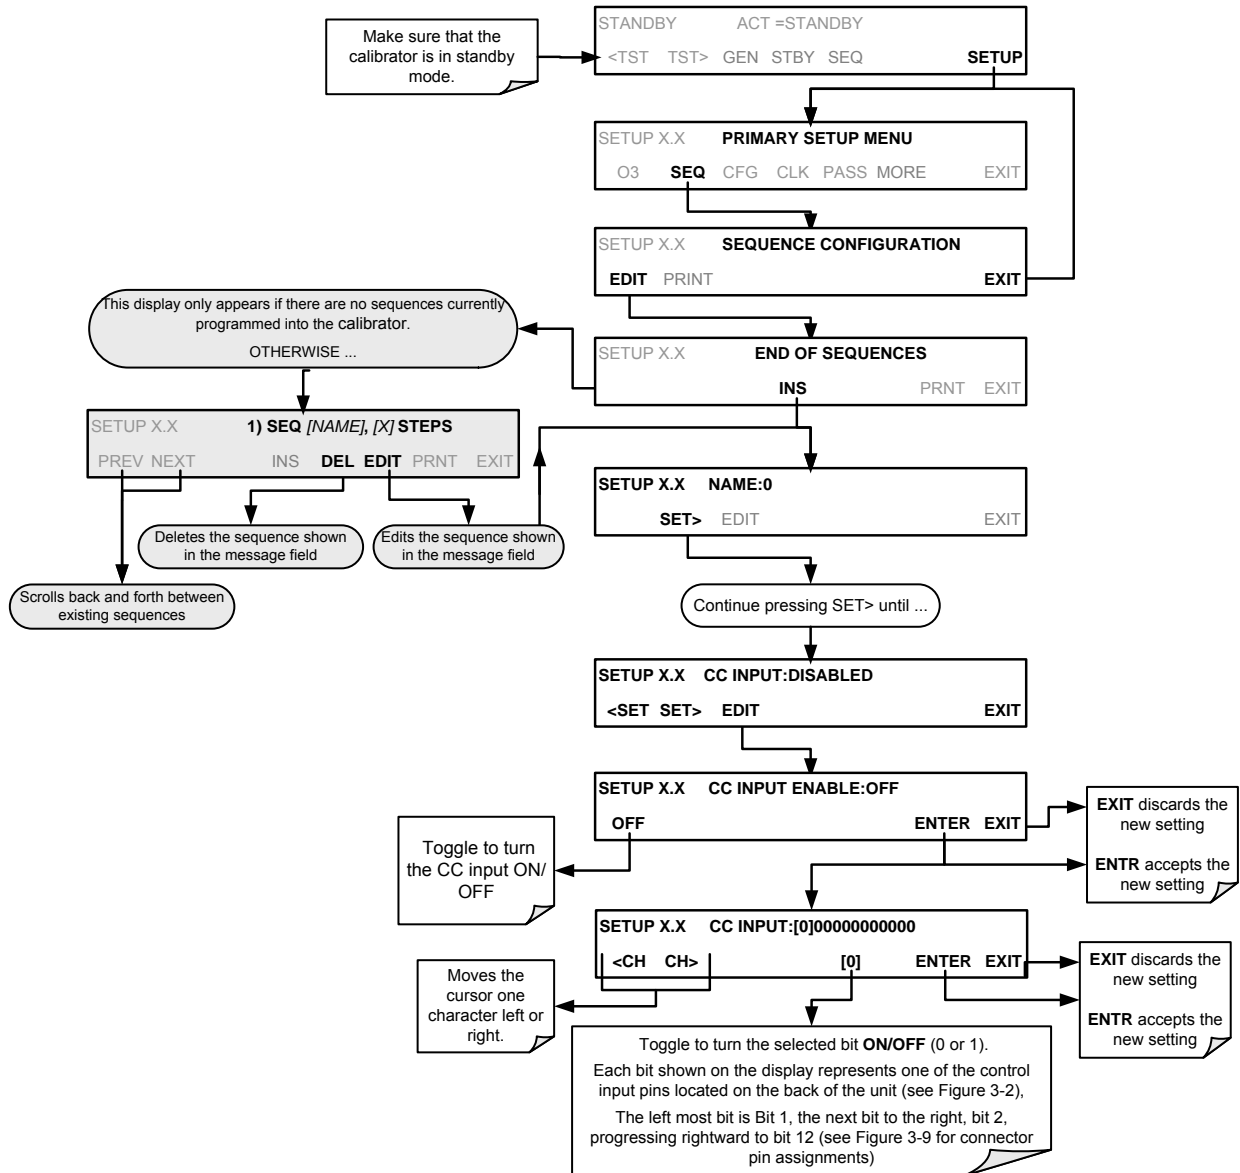 Make sure that the
calibrator is in standby
mode.
STANDBY ACT =STANDBY
<TST TST> GEN STBY SEQ SETUP
SETUP X.X PRIMARY SETUP MENU
O3 SEQ CFG CLK PASS MORE EXIT
SETUP X.X SEQUENCE CONFIGURATION
EDIT PRINT EXIT
This display only appears if there are no sequences currently
programmed into the calibrator.
OTHERWISE ...
SETUP X.X END OF SEQUENCES
INS PRNT EXIT
SETUP X.X 1) SEQ [NAME], [X] STEPS
PREV NEXT INS DEL EDIT PRNT EXIT
Deletes the sequence shown
in the message field
Edits the sequence shown
in the message field
Scrolls back and forth between
existing sequences
SETUP X.X NAME:0
SET> EDIT EXIT
Continue pressing SET> until ...
SETUP X.X CC INPUT:DISABLED
<SET SET> EDIT EXIT
SETUP X.X CC INPUT ENABLE:OFF
OFF ENTER EXIT
Toggle to turn
the CC input ON/
OFF
EXIT discards the
new setting
ENTR accepts the
new setting
SETUP X.X CC INPUT:[0]00000000000
<CH CH> [0] ENTER EXIT
Moves the
cursor one
character left or
right.
EXIT discards the
new setting
ENTR accepts the
new setting
Toggle to turn the selected bit ON/OFF (0 or 1).
Each bit shown on the display represents one of the control
input pins located on the back of the unit (see Figure 3-2),
The left most bit is Bit 1, the next bit to the right, bit 2,
progressing rightward to bit 12 (see Figure 3-9 for connector
pin assignments)